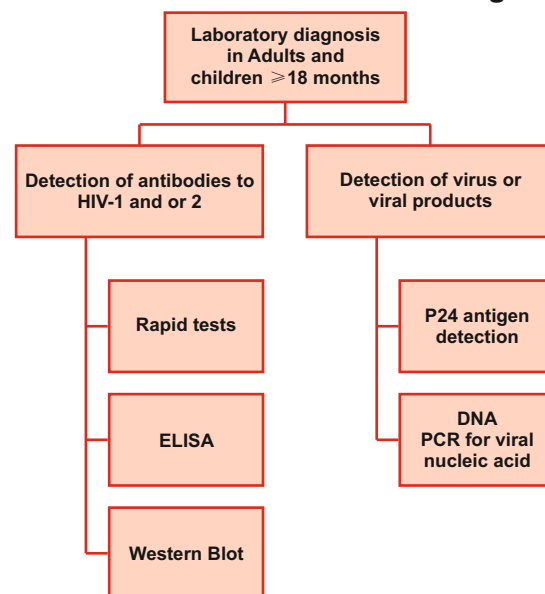 Laboratory diagnosis
in Adults and
children ⩾18 months
Detection of antibodies to
HIV-1 and or 2
Detection of virus or
viral products
Rapid tests
P24 antigen
detection
ELISA
DNA
PCR for viral
nucleic acid
Western Blot